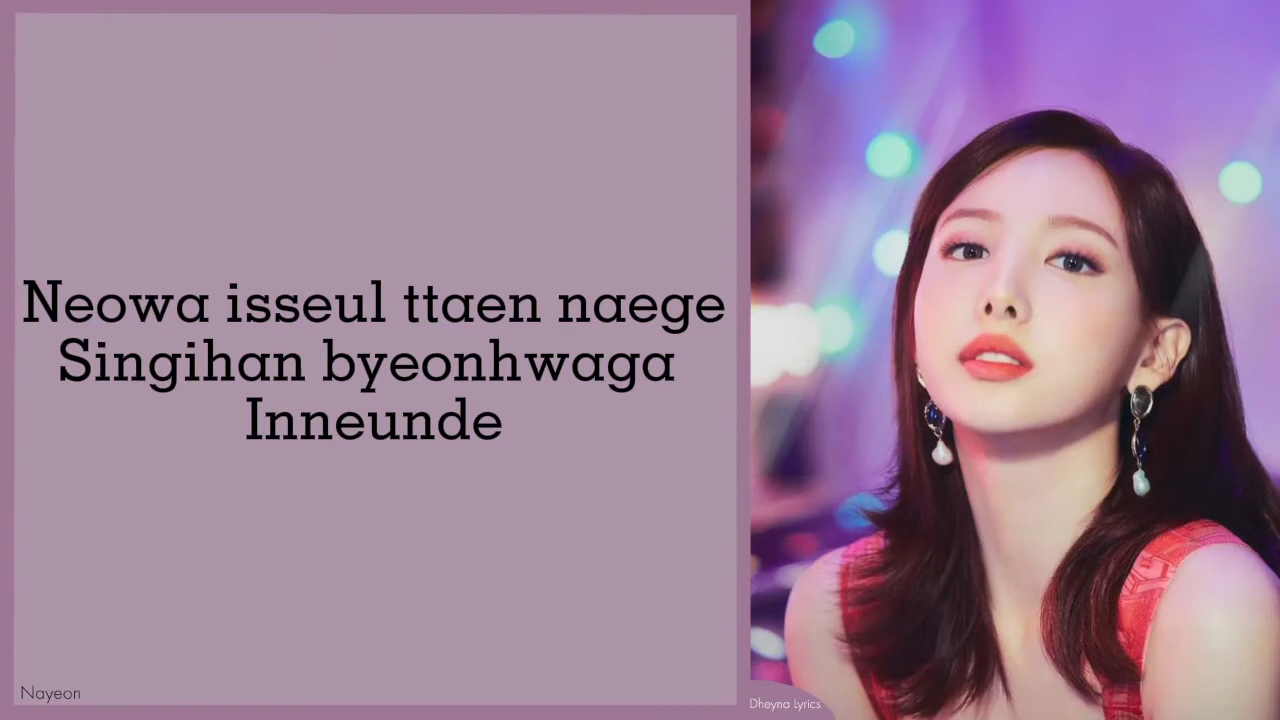 Neowa isseul ttaen naege
Singihan byeonhwaga
Inneunde
Nayeon
Dheyna Lyrics